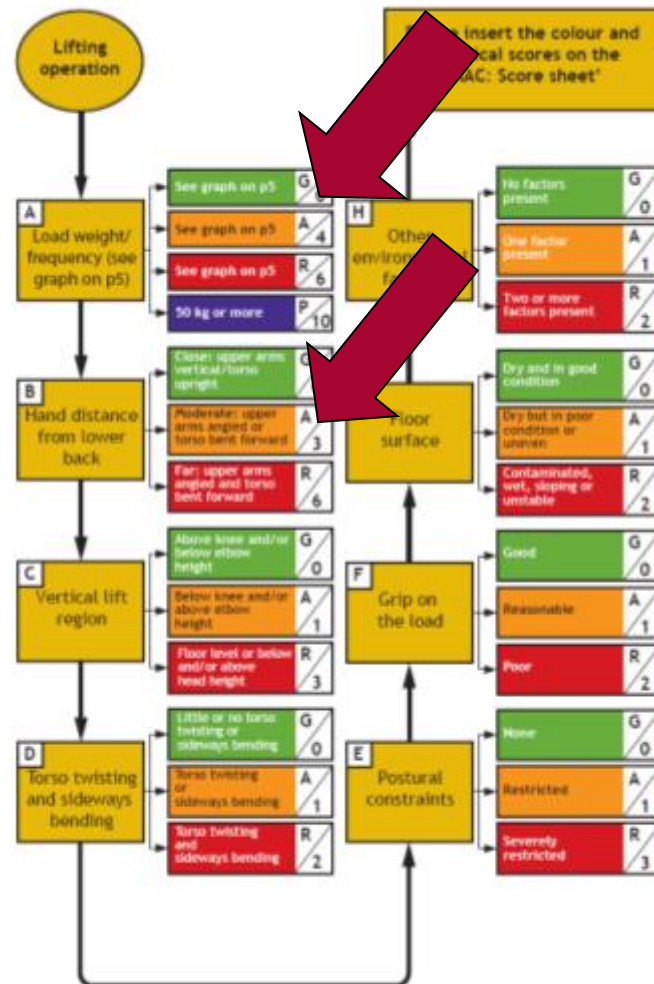 Lifting
operation
insert the colour and
scores on the
Score sheet'
A
Load weight/
frequency (see
graph on p5)
See graph on p5 G
See graph on p5 A 4
See graph on p5 R 6
50 kg or more P 10
B
Hand distance
from lower
back
Close: upper arms
vertical/torso
upright
G
Moderate: upper
arms angled or
torso bent forward
A 3
Far: upper arms
angled and torso
bent forward
R 6
C
Vertical lift
region
Above knee and/or
below elbow
height
G 0
Below knee and/or
above elbow
height
A 1
Floor level or below
and/or above
head height
R 3
D
Torso twisting
and sideways
bending
Little or no torso
twisting or
sideways bending
G 0
Torso twisting
or
sideways bending
A 1
Torso twisting
and
sideways bending
R 2
E
Postural
constraints
None G 0
Restricted A 1
Severely
restricted
R 3
F
Grip on
the load
Good G 0
Reasonable A 1
Poor R 2
Floor
surface
Dry and in good
condition
G 0
Dry but in poor
condition or
uneven
A 1
Contaminated,
wet, sloping or
unstable
R 2
H
Other
No factors
present
G 0
One factor
present
A 1
Two or more
factors present
R 2